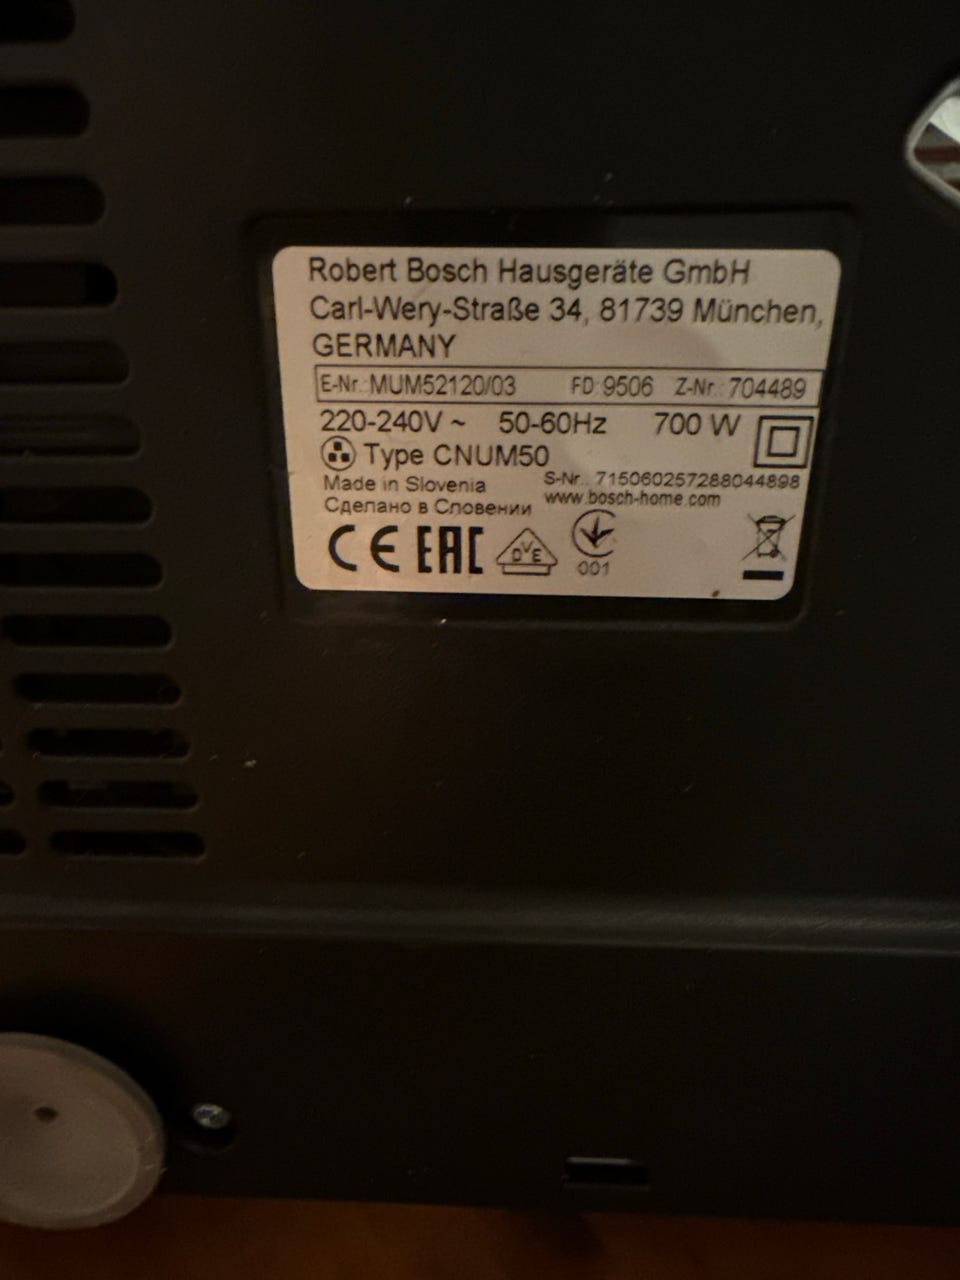 Robert Bosch Hausgeräte GmbH
Carl-Wery-Straße 34, 81739 München,
GERMANY
E-Nr.: MUM52120/03 FD: 9506 Z-Nr.: 704489
220-240V ~ 50-60Hz 700 W
Type CNUM50
Made in Slovenia
S-Nr.: 715060257288044898
Сделано в Словении
www.bosch-home.com
CE EAC DVE
001